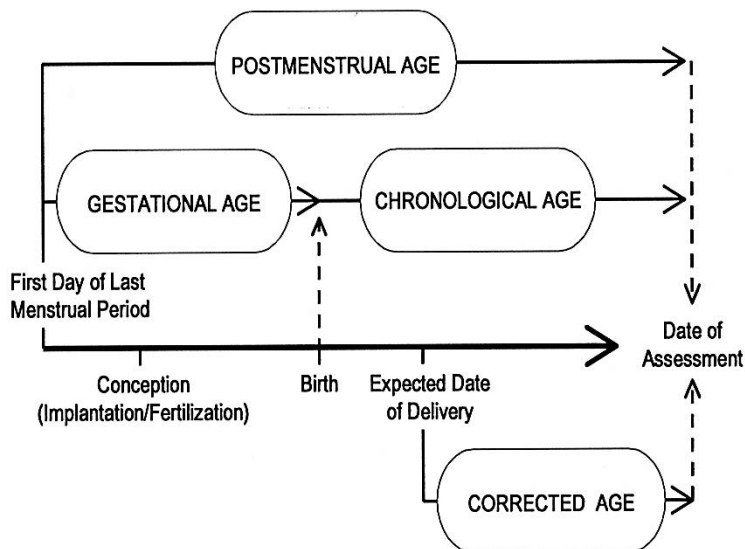 POSTMENSTRUAL AGE
GESTATIONAL AGE
CHRONOLOGICAL AGE
First Day of Last
Menstrual Period
Date of
Assessment
Conception
(Implantation/Fertilization)
Birth
Expected Date
of Delivery
CORRECTED AGE